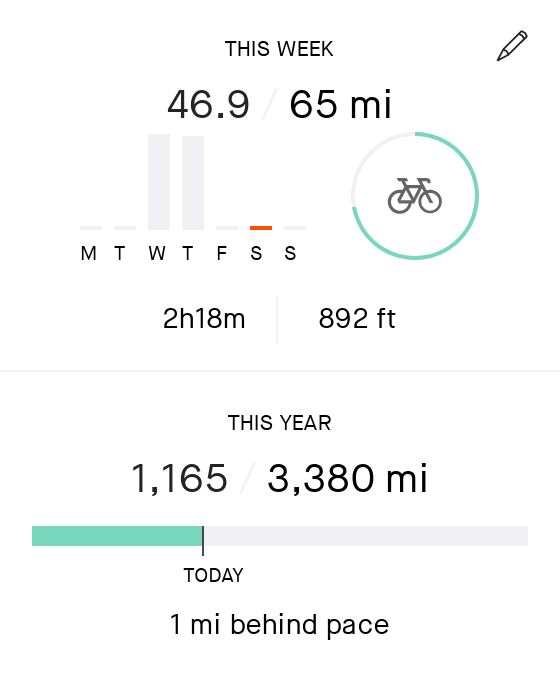 THIS WEEK
46.9 / 65 mi
M T W T F S S
2h18m 892 ft
THIS YEAR
1,165 / 3,380 mi
TODAY
1 mi behind pace